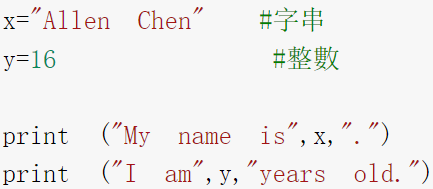 x="Allen  Chen"    #字串
y=16             #整數
print  ("My  name  is",x,".")
print  ("I  am",y,"years  old.")